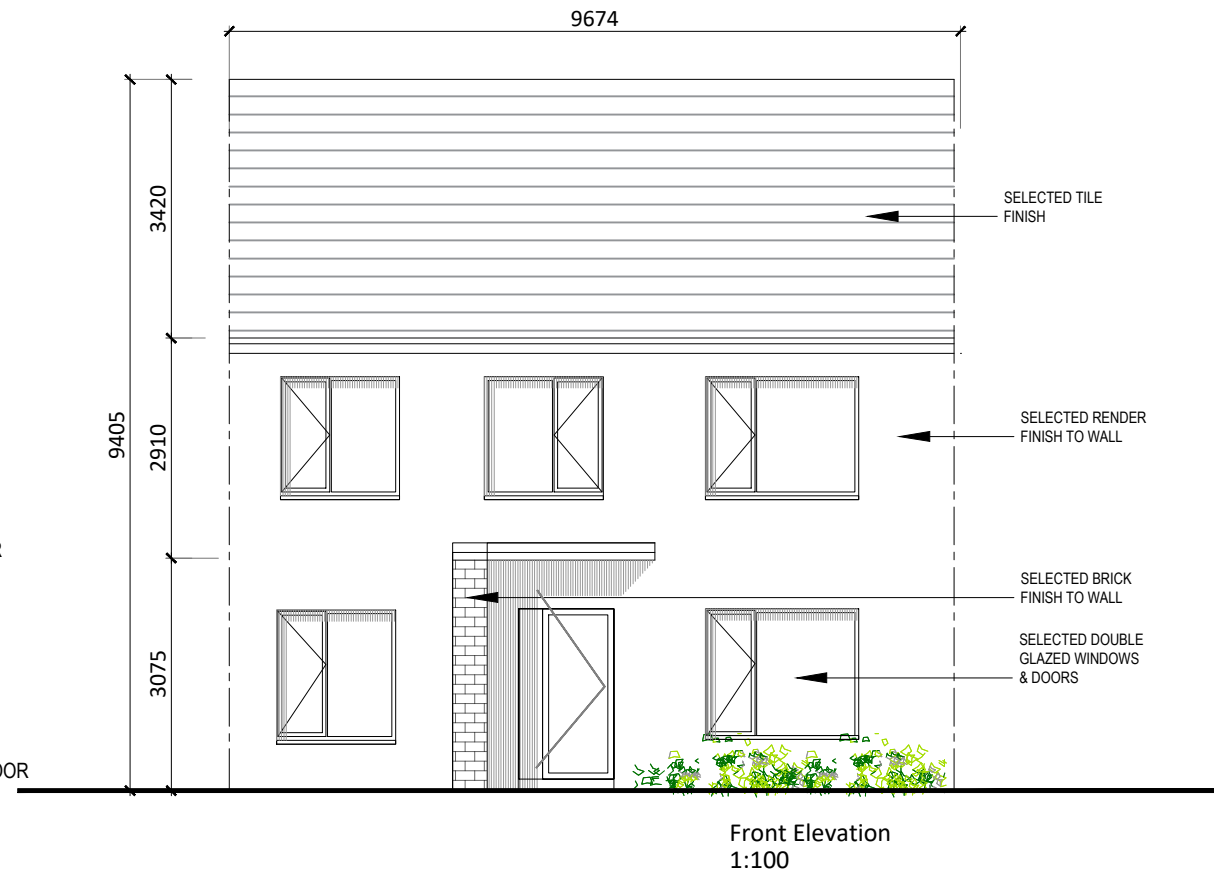 9674
3420
SELECTED TILE
FINISH
9405
2910
SELECTED RENDER
FINISH TO WALL
SELECTED BRICK
FINISH TO WALL
3075
SELECTED DOUBLE
GLAZED WINDOWS
& DOORS
OOR
Front Elevation
1:100